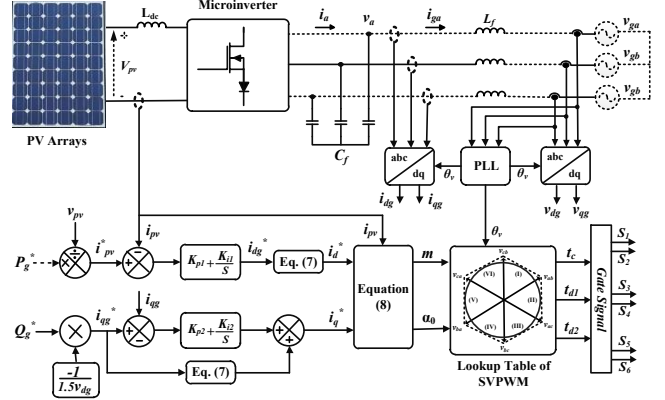 Microinverter
L_dc
i_a
v_a
i_ga
L_f
v_ga
v_gb
v_gb
V_pv
+
-
PV Arrays
C_f
abc
dq
θ_v
PLL
θ_v
abc
dq
i_dg
i_qg
v_dg
v_qg
v_pv
i_pv
i_pv
θ_v
P_g*
i*_pv
K_p1 + K_i1/S
i_dg*
Eq. (7)
i_d*
m
Equation
(8)
i_qg
Q_g*
i_qg*
K_p2 + K_i2/S
i_q*
α_0
-1
1.5v_dg
Eq. (7)
v_cb
v_ca
v_ab
v_ba
v_ac
v_bc
(VI)
(I)
(V)
(II)
(IV)
(III)
Lookup Table of
SVPWM
t_c
t_d1
t_d2
Gate Signal
S_1
S_2
S_3
S_4
S_5
S_6